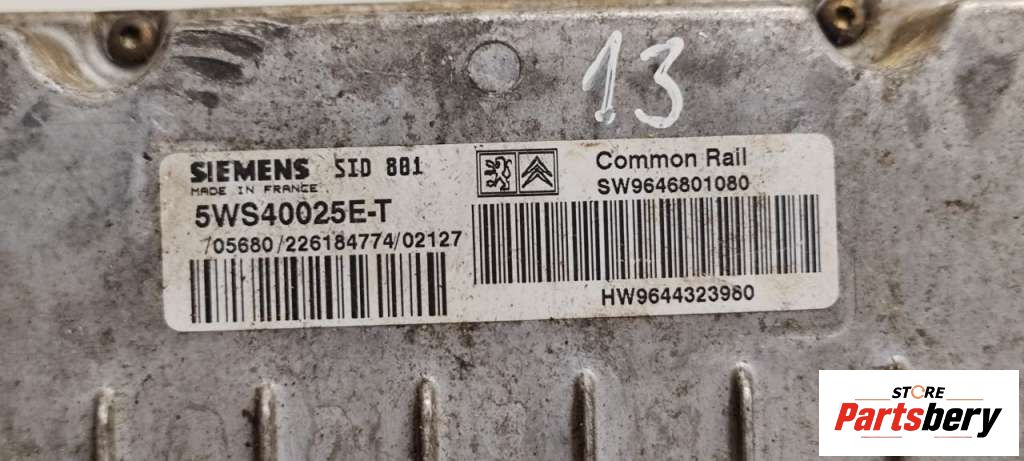 13
SIEMENS SID 801
MADE IN FRANCE
5WS40025E-T
/05680/226184774/02127
Common Rail
SW9646801080
HW9644323980
STORE
Partsbery